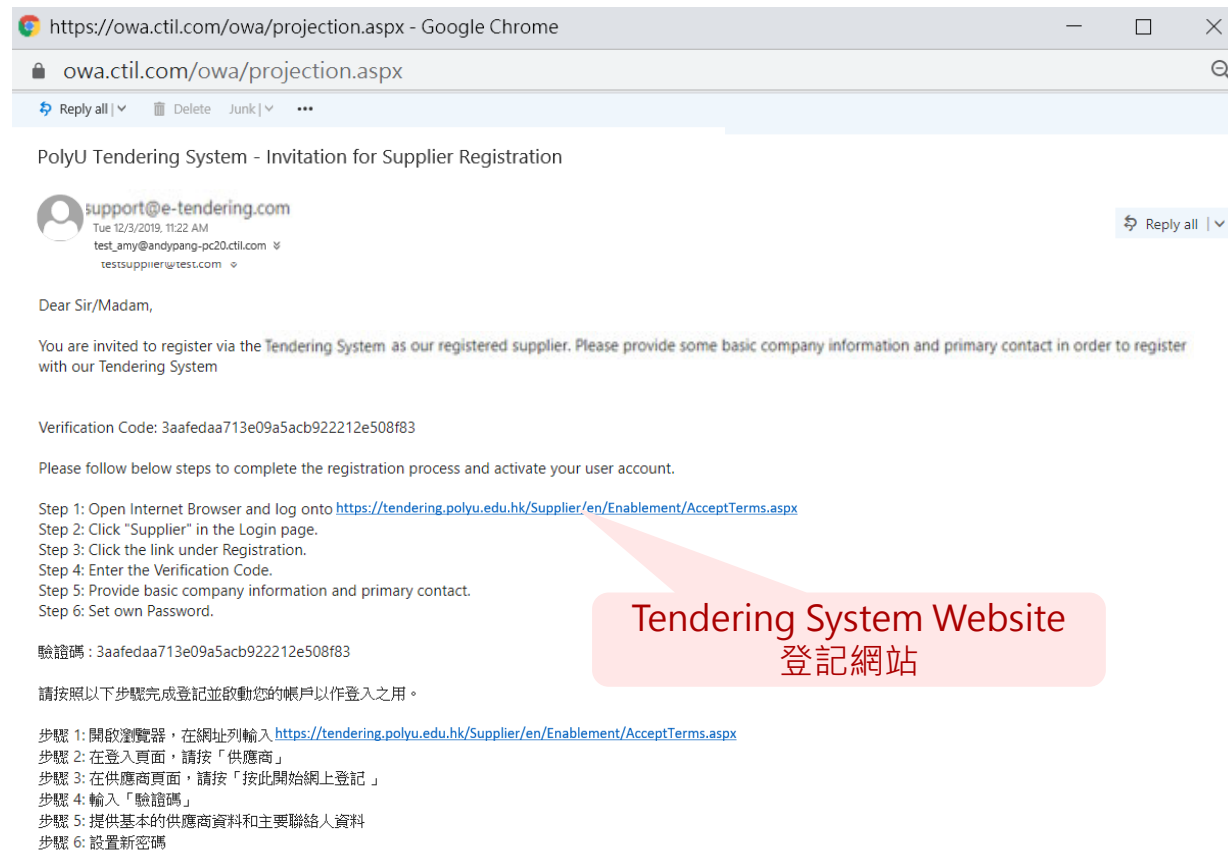 https://owa.ctil.com/owa/projection.aspx - Google Chrome
owa.ctil.com/owa/projection.aspx
Reply all | Delete Junk | •••
PolyU Tendering System - Invitation for Supplier Registration
support@e-tendering.com
Tue 12/3/2019, 11:22 AM
Reply all |
test_amy@andypang-pc20.ctil.com
testsupplier@test.com
Dear Sir/Madam,
You are invited to register via the Tendering System as our registered supplier. Please provide some basic company information and primary contact in order to register
with our Tendering System
Verification Code: 3aafedaa713e09a5acb922212e508f83
Please follow below steps to complete the registration process and activate your user account.
Step 1: Open Internet Browser and log onto https://tendering.polyu.edu.hk/Supplier/en/Enablement/AcceptTerms.aspx
Step 2: Click "Supplier" in the Login page.
Step 3: Click the link under Registration.
Step 4: Enter the Verification Code.
Step 5: Provide basic company information and primary contact.
Step 6: Set own Password.
Tendering System Website
登記網站
驗證碼 : 3aafedaa713e09a5acb922212e508f83
請按照以下步驟完成登記並啟動您的帳戶以作登入之用。
步驟 1: 開啟瀏覽器，在網址列輸入 https://tendering.polyu.edu.hk/Supplier/en/Enablement/AcceptTerms.aspx
步驟 2: 在登入頁面，請按「供應商」
步驟 3: 在供應商頁面，請按「按此開始網上登記 」
步驟 4: 輸入「驗證碼」
步驟 5: 提供基本的供應商資料和主要聯絡人資料
步驟 6: 設置新密碼